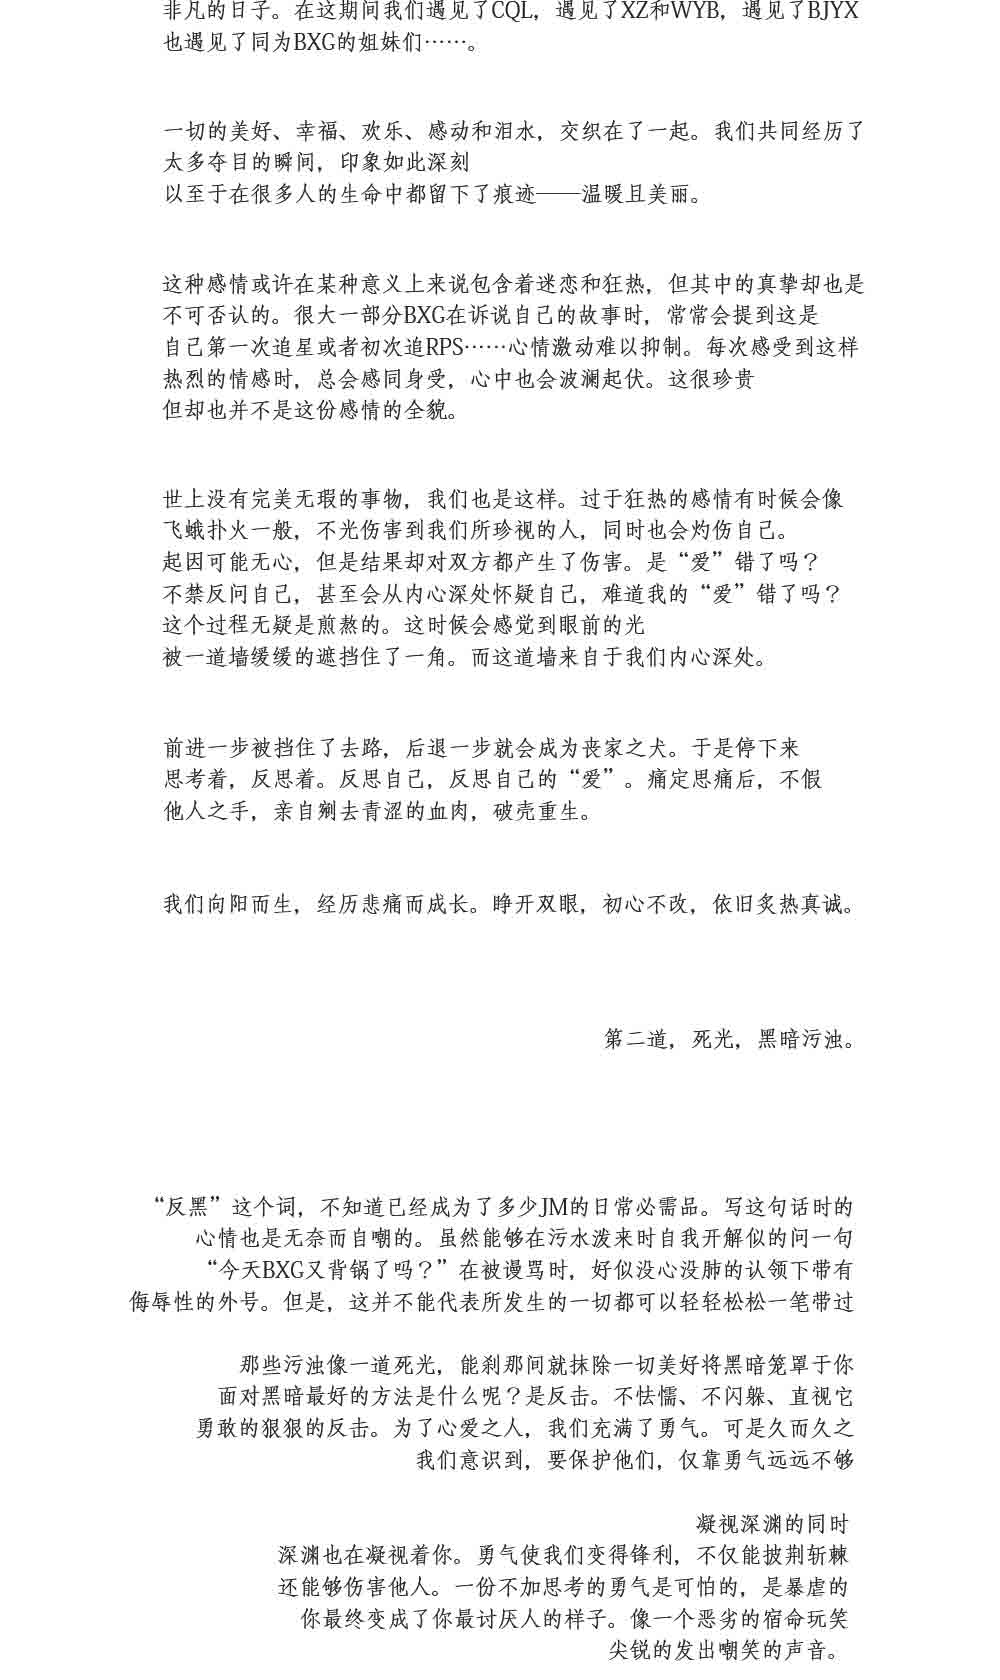 非凡的日子。在这期间我们遇见了CQL，遇见了XZ和WYB，遇见了BJYX
也遇见了同为BXG的姐妹们……。
一切的美好、幸福、欢乐、感动和泪水，交织在了一起。我们共同经历了
太多夺目的瞬间，印象如此深刻
以至于在很多人的生命中都留下了痕迹——温暖且美丽。
这种感情或许在某种意义上来说包含着迷恋和狂热，但其中的真挚却也是
不可否认的。很大一部分BXG在诉说自己的故事时，常常会提到这是
自己第一次追星或者初次追RPS……心情激动难以抑制。每次感受到这样
热烈的情感时，总会感同身受，心中也会波澜起伏。这很珍贵
但却也并不是这份感情的全貌。
世上没有完美无瑕的事物，我们也是这样。过于狂热的感情有时候会像
飞蛾扑火一般，不光伤害到我们所珍视的人，同时也会灼伤自己。
起因可能无心，但是结果却对双方都产生了伤害。是“爱”错了吗？
不禁反问自己，甚至会从内心深处怀疑自己，难道我的“爱”错了吗？
这个过程无疑是煎熬的。这时候会感觉到眼前的光
被一道墙缓缓的遮挡住了一角。而这道墙来自于我们内心深处。
前进一步被挡住了去路，后退一步就会成为丧家之犬。于是停下来
思考着，反思着。反思自己，反思自己的“爱”。痛定思痛后，不假
他人之手，亲自剜去青涩的血肉，破壳重生。
我们向阳而生，经历悲痛而成长。睁开双眼，初心不改，依旧炙热真诚。
第二道，死光，黑暗污浊。
“反黑”这个词，不知道已经成为了多少JM的日常必需品。写这句话时的
心情也是无奈而自嘲的。虽然能够在污水泼来时自我开解似的问一句
“今天BXG又背锅了吗？”在被谩骂时，好似没心没肺的认领下带有
侮辱性的外号。但是，这并不能代表所发生的一切都可以轻轻松松一笔带过
那些污浊像一道死光，能刹那间就抹除一切美好将黑暗笼罩于你
面对黑暗最好的方法是什么呢？是反击。不怯懦、不闪躲、直视它
勇敢的狠狠的反击。为了心爱之人，我们充满了勇气。可是久而久之
我们意识到，要保护他们，仅靠勇气远远不够
凝视深渊的同时
深渊也在凝视着你。勇气使我们变得锋利，不仅能披荆斩棘
还能够伤害他人。一份不加思考的勇气是可怕的，是暴虐的
你最终变成了你最讨厌人的样子。像一个恶劣的宿命玩笑
尖锐的发出嘲笑的声音。